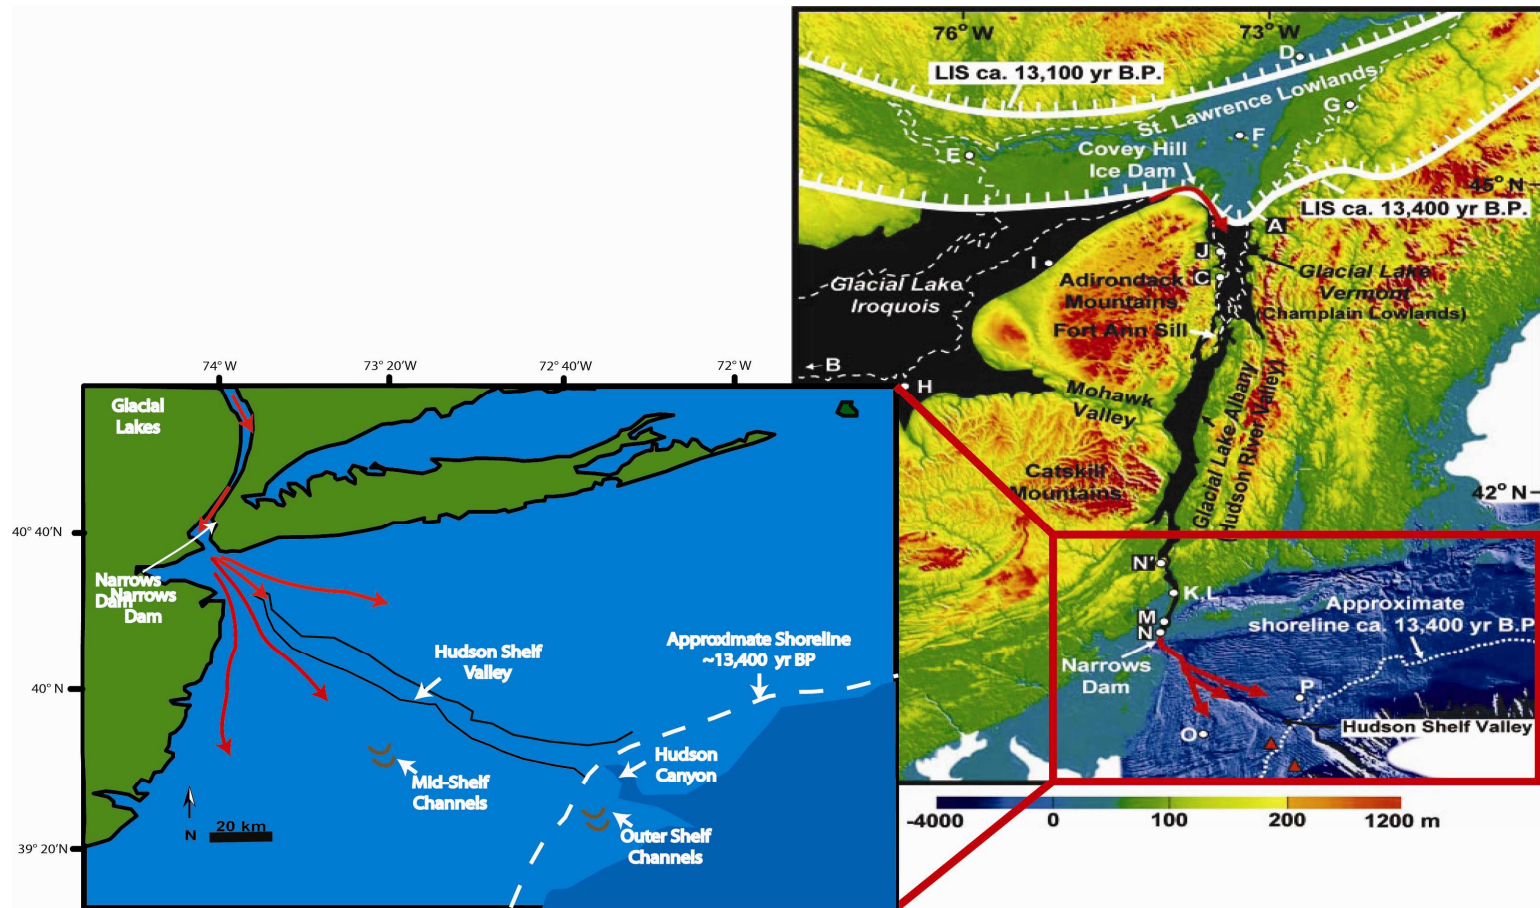 76° W
73° W
D
LIS ca. 13,100 yr B.P.
St. Lawrence Lowlands
G
F
E
Covey Hill
Ice Dam
45° N
LIS ca. 13,400 yr B.P.
A
J
I
C
Glacial Lake
Iroquois
Adirondack
Mountains
Glacial Lake
Vermont
(Champlain Lowlands)
Fort Ann Sill
B
H
Mohawk
Valley
Glacial Lake Albany
(Hudson River Valley)
Catskill
Mountains
42° N
N'
K,L
M
N
Approximate
shoreline ca. 13,400 yr B.P.
Narrows
Dam
P
O
Hudson Shelf Valley
-4000
0
100
200
1200 m
74° W
73° 20'W
72° 40'W
72° W
Glacial
Lakes
40° 40'N
Narrows
Dam
Narrows
Dam
Hudson Shelf
Valley
Approximate Shoreline
~13,400 yr BP
40° N
Hudson
Canyon
Mid-Shelf
Channels
N
20 km
Outer Shelf
Channels
39° 20'N